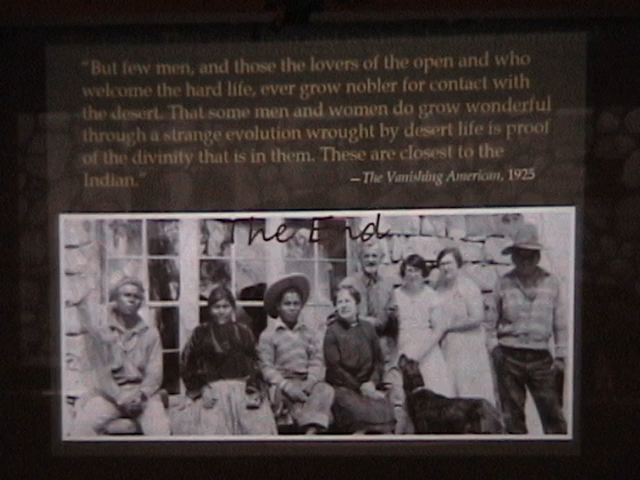 "But few men, and those the lovers of the open and who
welcome the hard life, ever grow nobler for contact with
the desert. That some men and women do grow wonderful
through a strange evolution wrought by desert life is proof
of the divinity that is in them. These are closest to the
Indian."
—The Vanishing American, 1925
The End